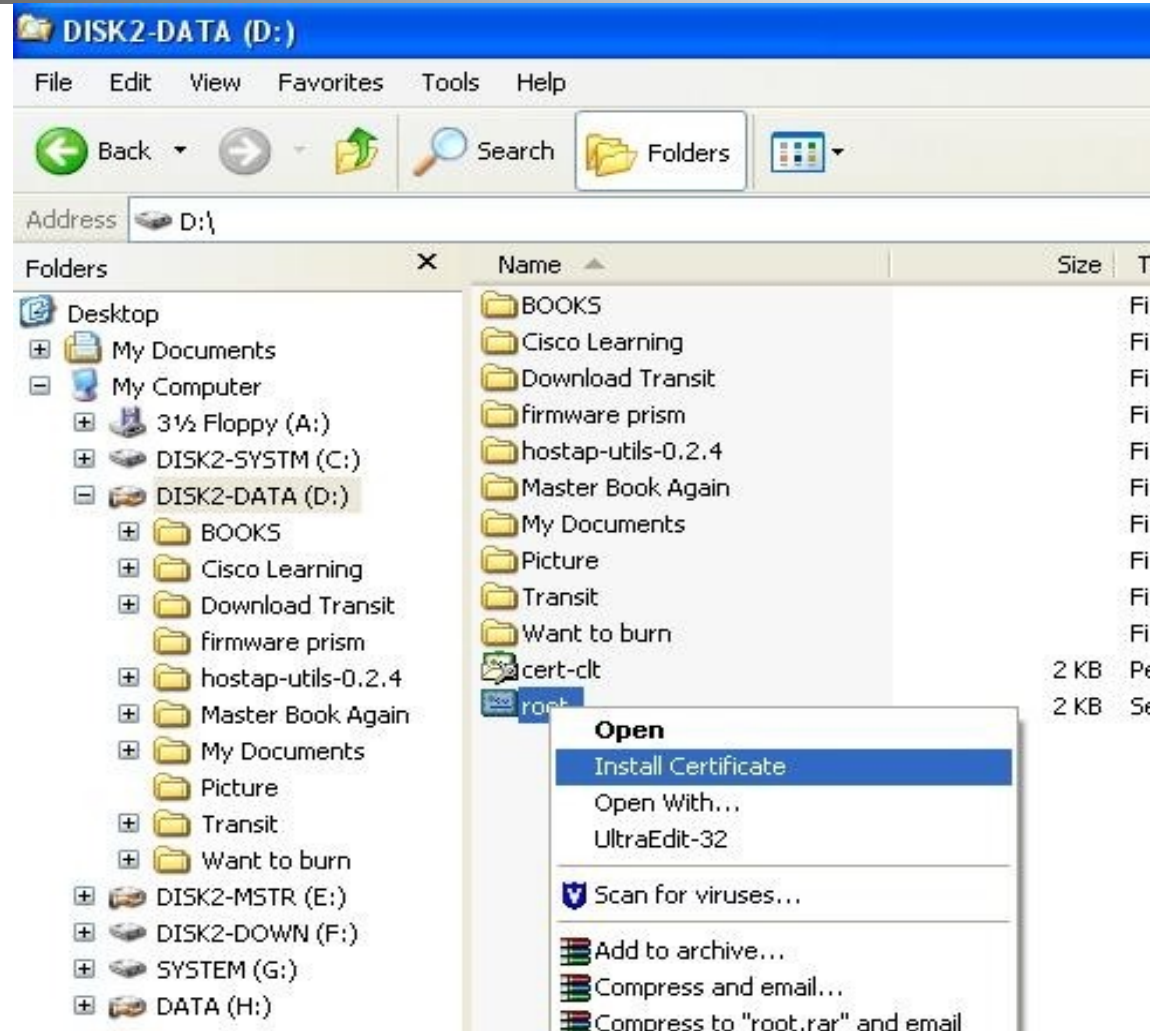 DISK2-DATA (D:)
File Edit View Favorites Tools Help
Back Search Folders
Address D:\
Folders
Name Size
Desktop
My Documents
My Computer
3½ Floppy (A:)
DISK2-SYSTM (C:)
DISK2-DATA (D:)
BOOKS
Cisco Learning
Download Transit
firmware prism
hostap-utils-0.2.4
Master Book Again
My Documents
Picture
Transit
Want to burn
DISK2-MSTR (E:)
DISK2-DOWN (F:)
SYSTEM (G:)
DATA (H:)
BOOKS
Cisco Learning
Download Transit
firmware prism
hostap-utils-0.2.4
Master Book Again
My Documents
Picture
Transit
Want to burn
cert-clt 2 KB
root 2 KB
Open
Install Certificate
Open With...
UltraEdit-32
Scan for viruses...
Add to archive...
Compress and email...
Compress to "root.rar" and email